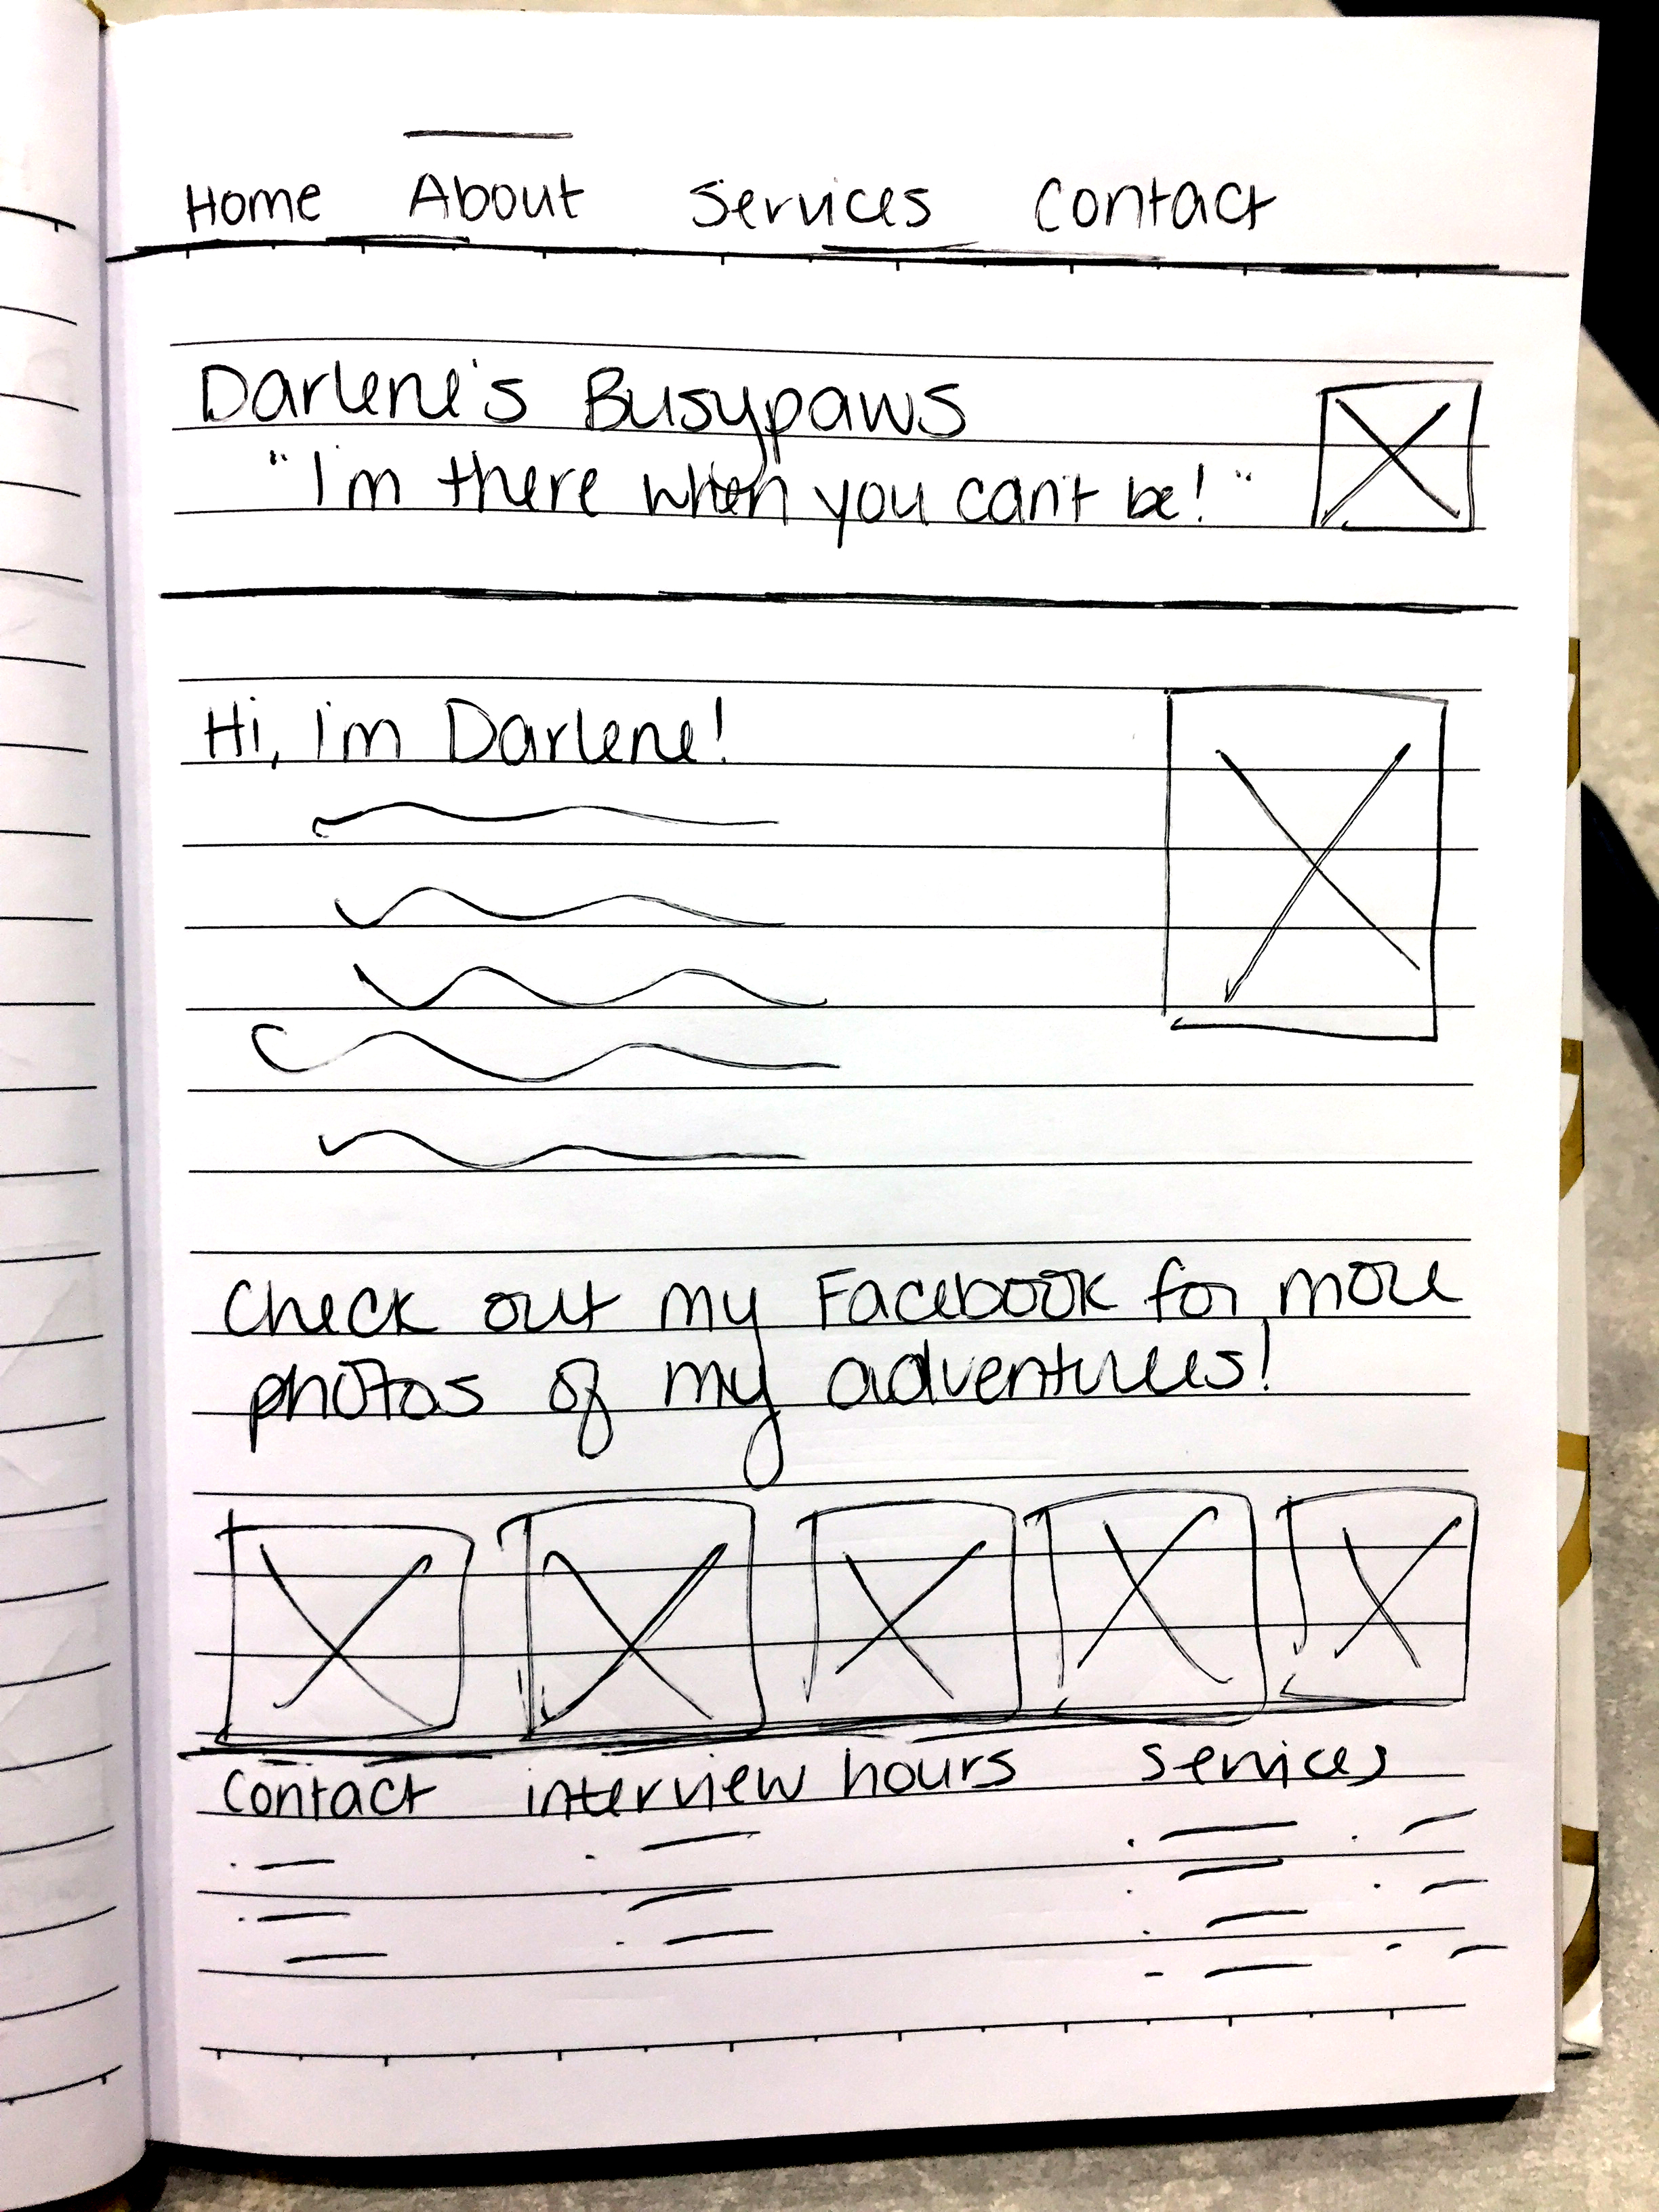 Home About Services Contact
Darlene's Busypaws
"I'm there when you can't be!"
Hi, i'm Darlene!
Check out my Facebook for more
photos of my adventures!
Contact interview hours services